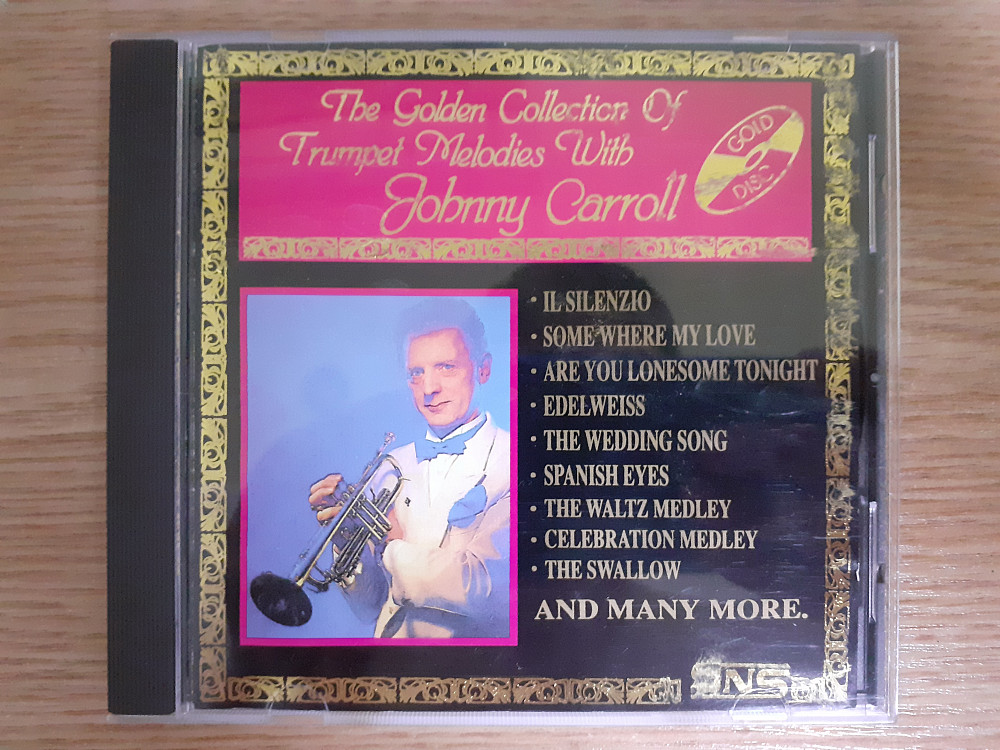 The Golden Collection Of
Trumpet Melodies With
Johnny Carroll
GOLD
DISC
• IL SILENZIO
• SOME WHERE MY LOVE
• ARE YOU LONESOME TONIGHT
• EDELWEISS
• THE WEDDING SONG
• SPANISH EYES
• THE WALTZ MEDLEY
• CELEBRATION MEDLEY
• THE SWALLOW
AND MANY MORE.